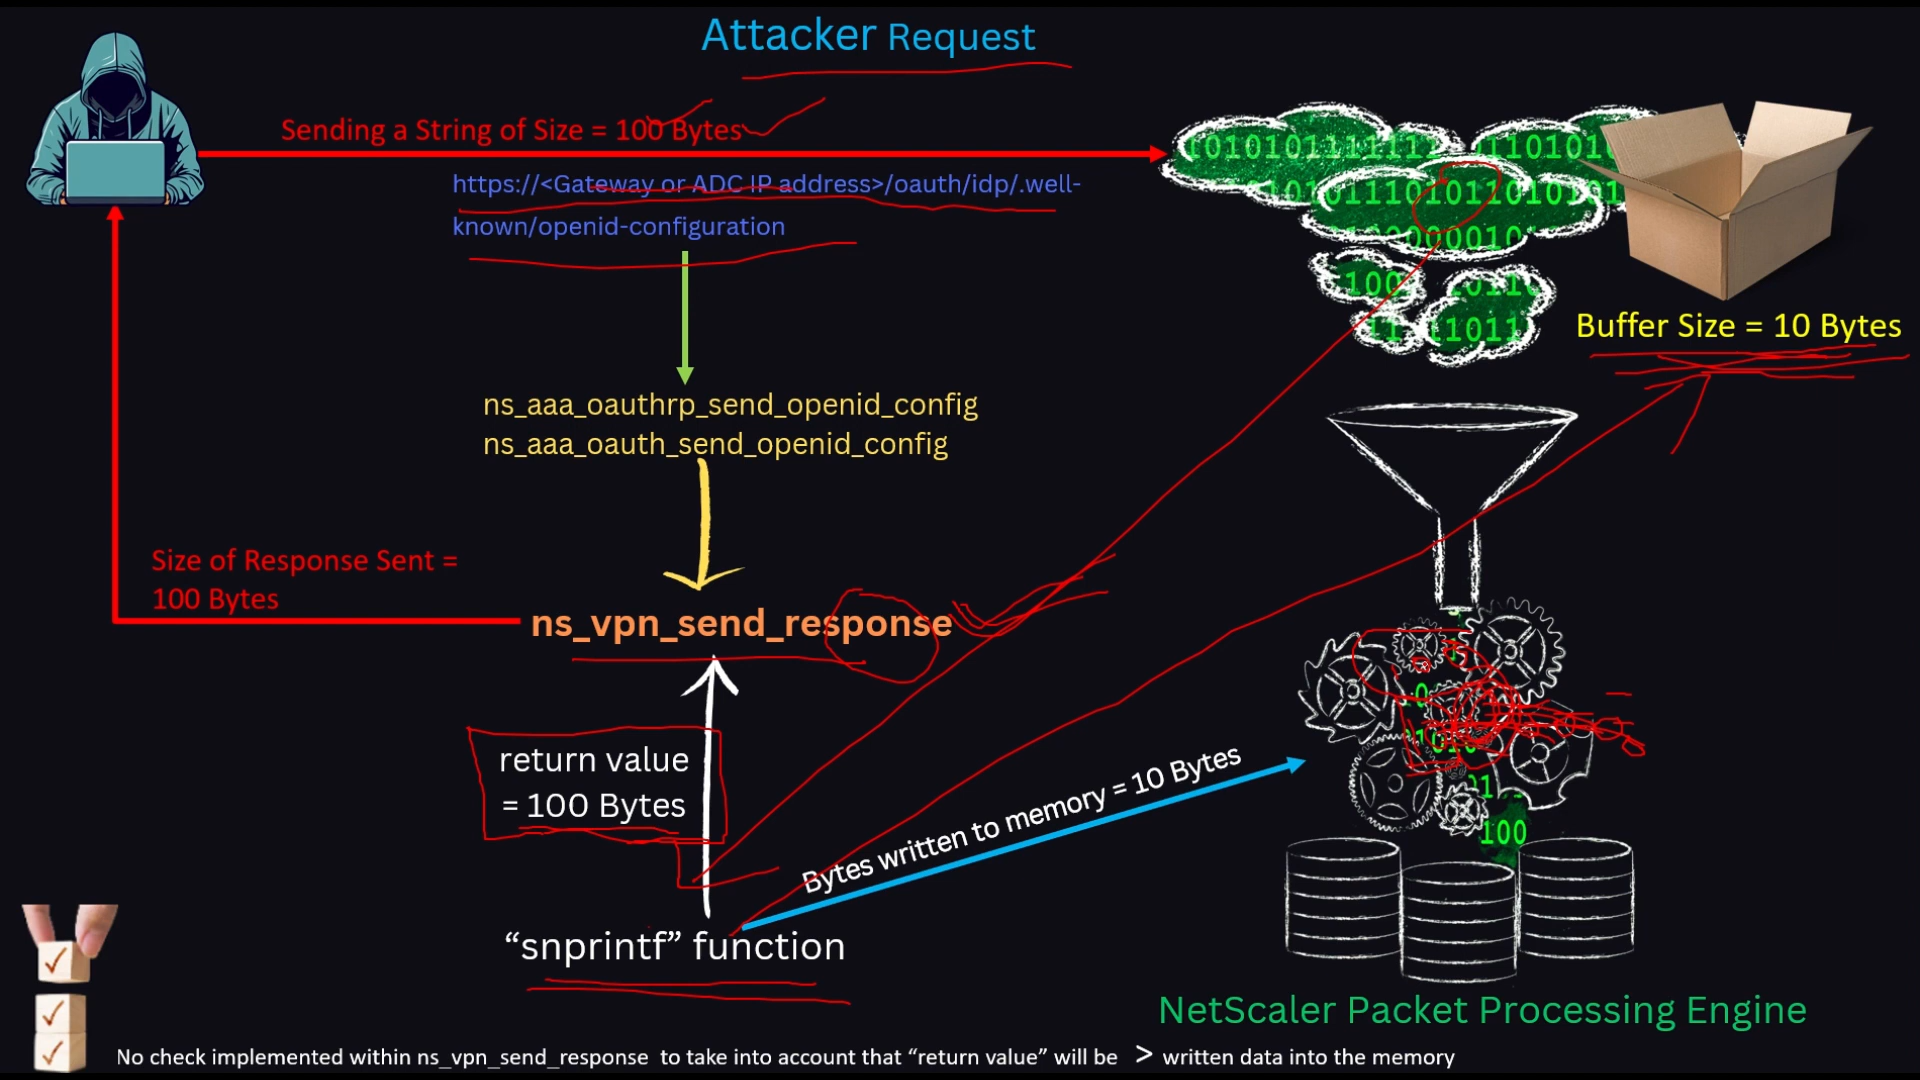 Attacker Request
Sending a String of Size = 100 Bytes
https://<Gateway or ADC IP address>/oauth/idp/.well-
known/openid-configuration
Buffer Size = 10 Bytes
ns_aaa_oauthrp_send_openid_config
ns_aaa_oauth_send_openid_config
Size of Response Sent =
100 Bytes
ns_vpn_send_response
return value
= 100 Bytes
Bytes written to memory = 10 Bytes
100
"snprintf" function
NetScaler Packet Processing Engine
No check implemented within ns_vpn_send_response to take into account that "return value" will be > written data into the memory